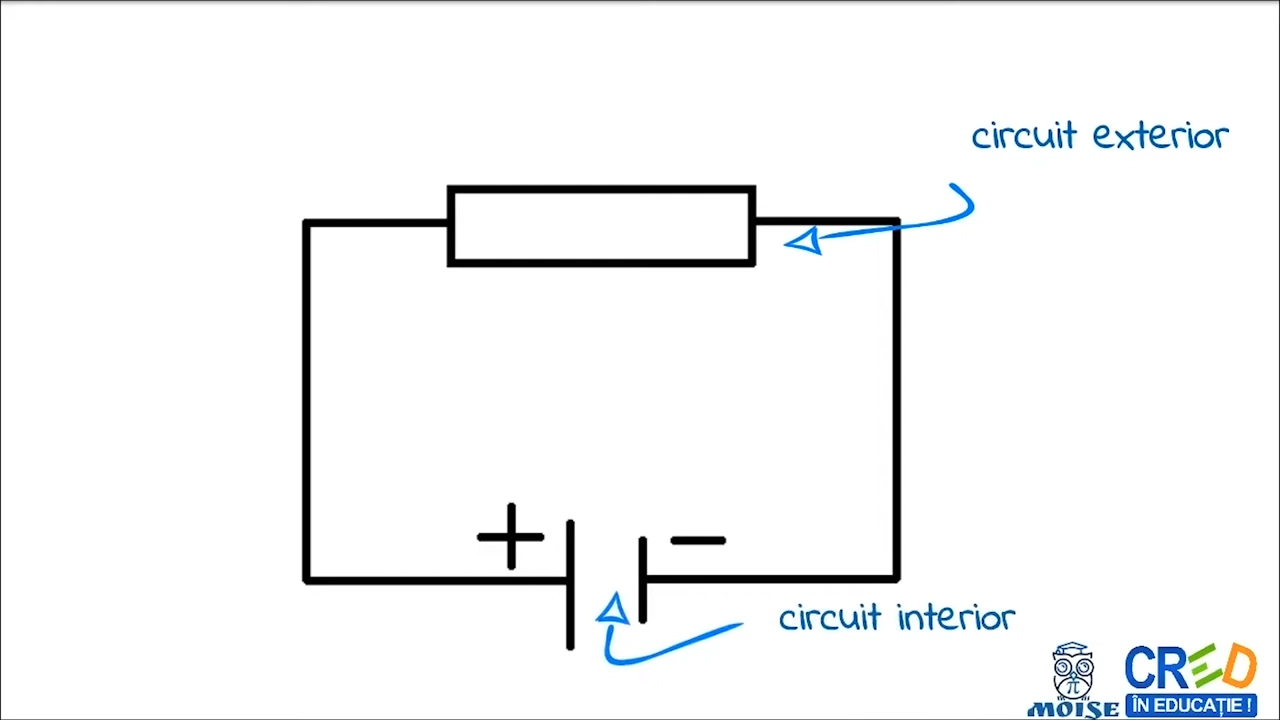 circuit exterior
+ −
circuit interior
MOISE
CRED
ÎN EDUCAȚIE !
π